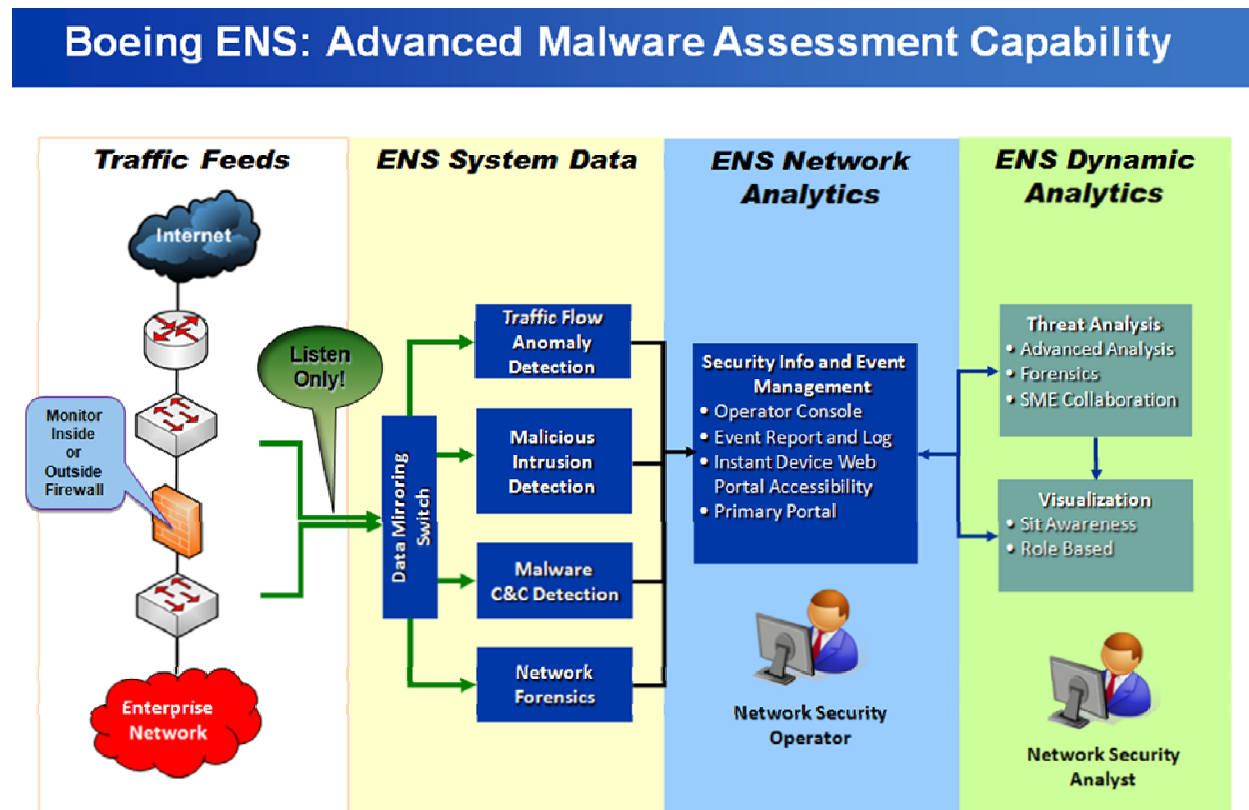 Boeing ENS: Advanced Malware Assessment Capability
Traffic Feeds
Internet
Listen
Only!
Monitor
Inside
or
Outside
Firewall
Enterprise
Network
ENS System Data
Data Mirroring
Switch
Traffic Flow
Anomaly
Detection
Malicious
Intrusion
Detection
Malware
C&C Detection
Network
Forensics
ENS Network
Analytics
Security Info and Event
Management
• Operator Console
• Event Report and Log
• Instant Device Web
Portal Accessibility
• Primary Portal
Network Security
Operator
ENS Dynamic
Analytics
Threat Analysis
• Advanced Analysis
• Forensics
• SME Collaboration
Visualization
• Sit Awareness
• Role Based
Network Security
Analyst